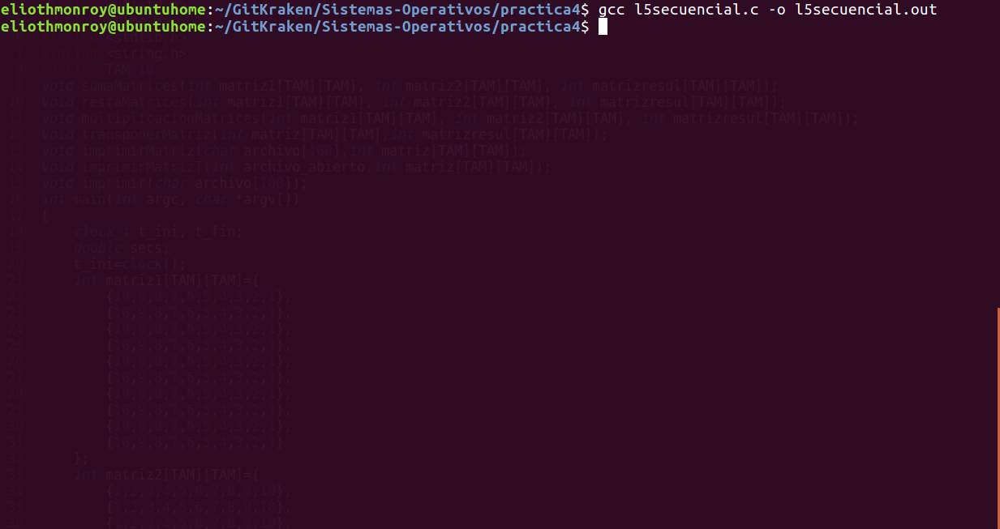 eliothmonroy@ubuntuhome:~/GitKraken/Sistemas-Operativos/practica4$ gcc l5secuencial.c -o l5secuencial.out
eliothmonroy@ubuntuhome:~/GitKraken/Sistemas-Operativos/practica4$
<stdlib.h>
7 #include<string.h>
8 #define TAM 10
9 void sumaMatrices(int matriz1[TAM][TAM], int matriz2[TAM][TAM], int matrizresul[TAM][TAM]);
10 void restaMatrices(int matriz1[TAM][TAM], int matriz2[TAM][TAM], int matrizresul[TAM][TAM]);
11 void multiplicacionMatrices(int matriz1[TAM][TAM], int matriz2[TAM][TAM], int matrizresul[TAM][TAM]);
12 void transponerMatriz(int matriz[TAM][TAM],int matrizresul[TAM][TAM]);
13 void imprimirMatriz(char archivo[100],int matriz[TAM][TAM]);
14 void imprimirMatrizT(int archivo_abierto,int matriz[TAM][TAM]);
15 void imprimir(char archivo[100]);
16 int main(int argc, char *argv[])
17 {
18 clock_t t_ini, t_fin;
19 double secs;
20 t_ini=clock();
21 int matriz1[TAM][TAM]={
22 {10,9,8,7,6,5,4,3,2,1},
23 {10,9,8,7,6,5,4,3,2,1},
24 {10,9,8,7,6,5,4,3,2,1},
25 {10,9,8,7,6,5,4,3,2,1},
26 {10,9,8,7,6,5,4,3,2,1},
27 {10,9,8,7,6,5,4,3,2,1},
28 {10,9,8,7,6,5,4,3,2,1},
29 {10,9,8,7,6,5,4,3,2,1},
30 {10,9,8,7,6,5,4,3,2,1},
31 {10,9,8,7,6,5,4,3,2,1}
32 };
33 int matriz2[TAM][TAM]={
34 {1,2,3,4,5,6,7,8,9,10},
35 {1,2,3,4,5,6,7,8,9,10},
36 {1,2,3,4,5,6,7,8,9,10},